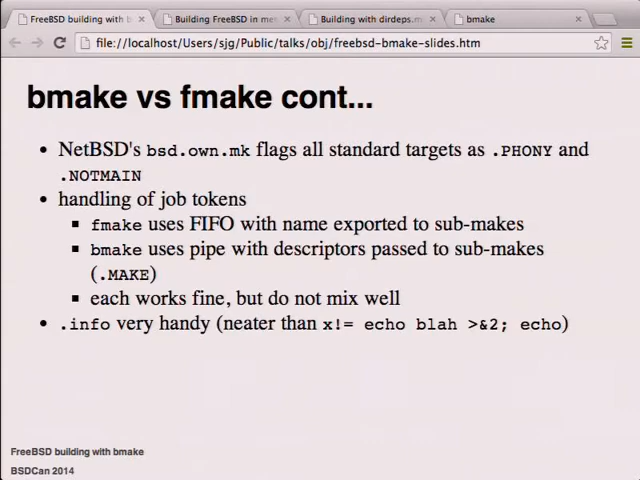 FreeBSD building with b
Building FreeBSD in me
Building with dirdeps.m
bmake
file://localhost/Users/sjg/Public/talks/obj/freebsd-bmake-slides.htm
bmake vs fmake cont...
• NetBSD's bsd.own.mk flags all standard targets as .PHONY and
.NOTMAIN
• handling of job tokens
▪ fmake uses FIFO with name exported to sub-makes
▪ bmake uses pipe with descriptors passed to sub-makes
(.MAKE)
▪ each works fine, but do not mix well
• .info very handy (neater than x!= echo blah >&2; echo)
FreeBSD building with bmake
BSDCan 2014